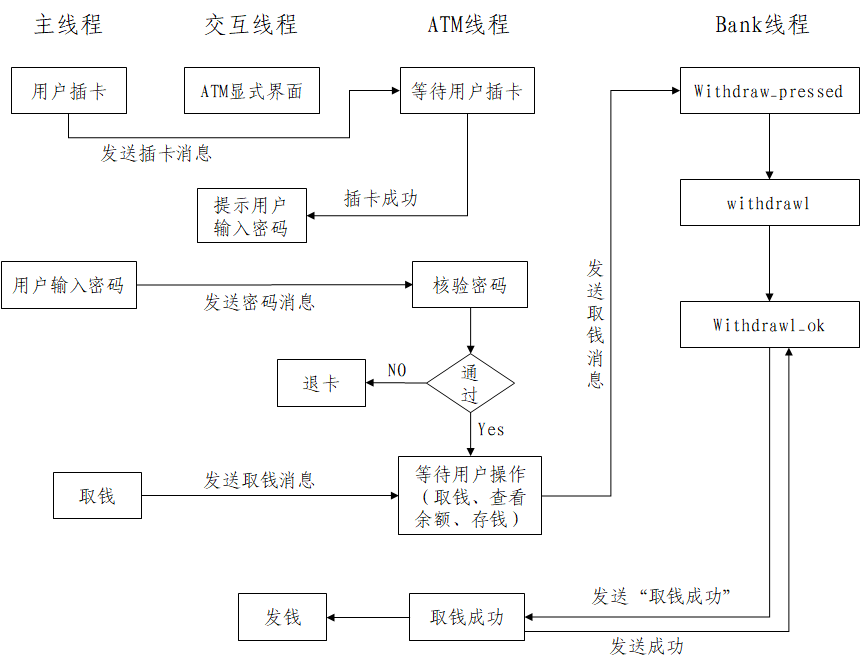 主线程
交互线程
ATM线程
Bank线程
用户插卡
ATM显式界面
等待用户插卡
Withdraw_pressed
发送插卡消息
提示用户
输入密码
插卡成功
withdrawl
用户输入密码
发送密码消息
核验密码
发送取钱消息
Withdrawl_ok
退卡
NO
通过
Yes
取钱
发送取钱消息
等待用户操作
（取钱、查看
余额、存钱）
发钱
取钱成功
发送“取钱成功”
发送成功